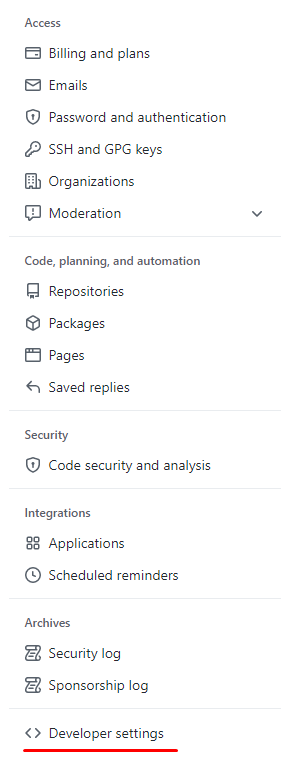 Access
Billing and plans
Emails
Password and authentication
SSH and GPG keys
Organizations
Moderation
Code, planning, and automation
Repositories
Packages
Pages
Saved replies
Security
Code security and analysis
Integrations
Applications
Scheduled reminders
Archives
Security log
Sponsorship log
Developer settings